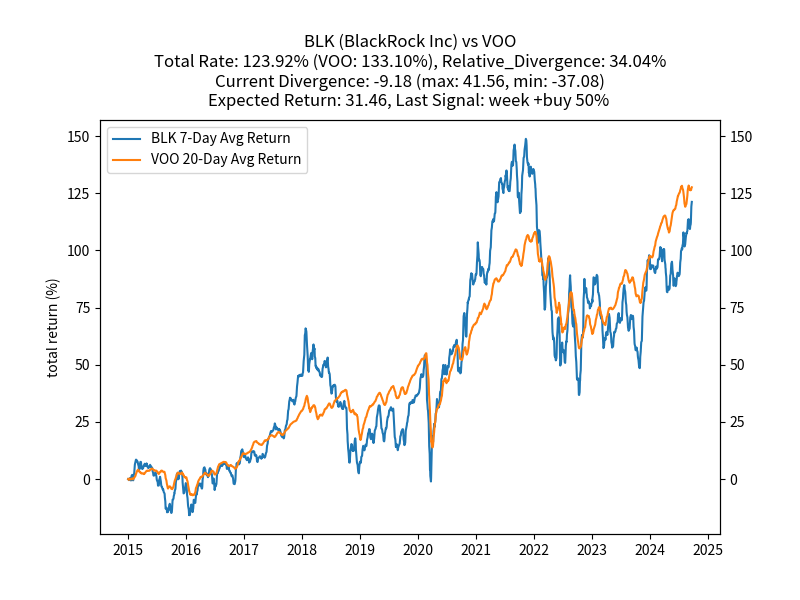 BLK (BlackRock Inc) vs VOO
Total Rate: 123.92% (VOO: 133.10%), Relative_Divergence: 34.04%
Current Divergence: -9.18 (max: 41.56, min: -37.08)
Expected Return: 31.46, Last Signal: week +buy 50%
BLK 7-Day Avg Return
VOO 20-Day Avg Return
total return (%)
150
125
100
75
50
25
0
150
125
100
75
50
25
0
2015 2016 2017 2018 2019 2020 2021 2022 2023 2024 2025